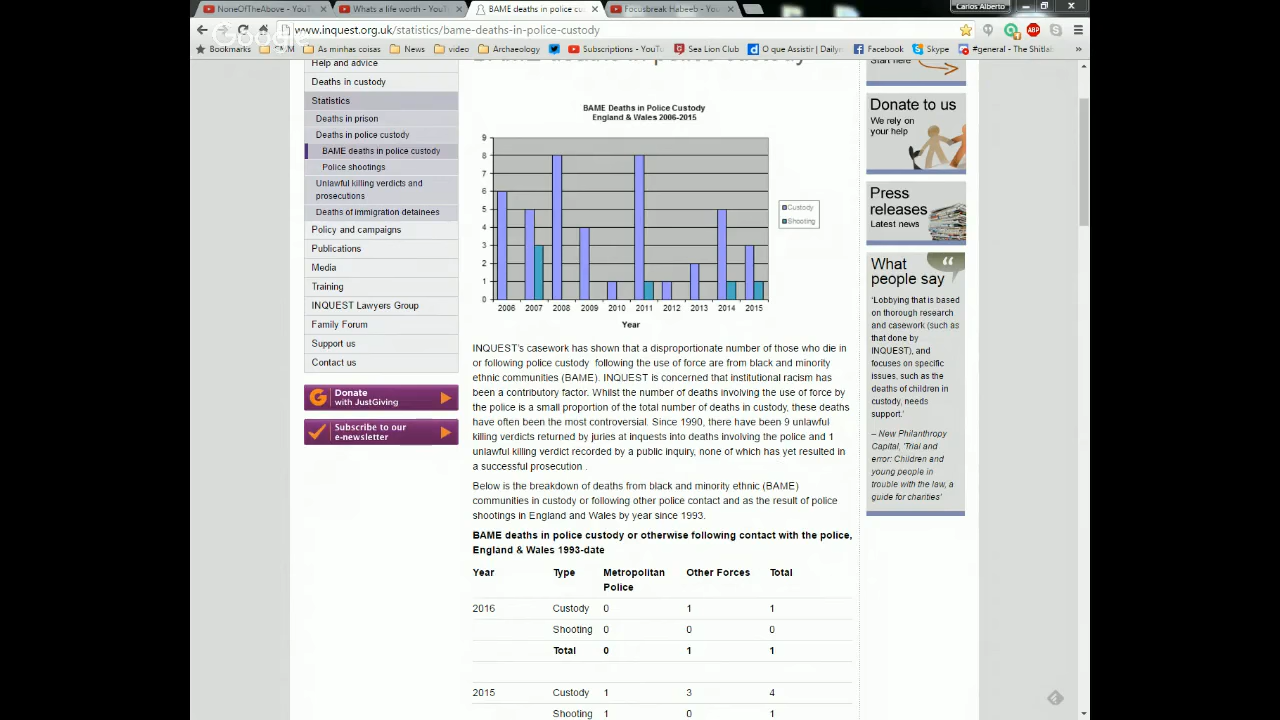 NoneOfTheAbove - YouTu
Whats a life worth - YouTu
BAME deaths in police cu
Focusbreak Habeeb - YouTu
Carlos Alberto
Google
www.inquest.org.uk/statistics/bame-deaths-in-police-custody
Bookmarks
As minhas coisas
News
video
Archaeology
Subscriptions - YouTu
Sea Lion Club
O que Assistir | Dailym
Facebook
Skype
#general - The Shitlab
BAME deaths in police custody
Help and advice
Deaths in custody
Statistics
Deaths in prison
Deaths in police custody
BAME deaths in police custody
Police shootings
Unlawful killing verdicts and
prosecutions
Deaths of immigration detainees
Policy and campaigns
Publications
Media
Training
INQUEST Lawyers Group
Family Forum
Support us
Contact us
Donate
with JustGiving
Subscribe to our
e-newsletter
BAME Deaths in Police Custody
England & Wales 2006-2015
9
8
7
6
5
4
3
2
1
0
2006 2007 2008 2009 2010 2011 2012 2013 2014 2015
Year
Custody
Shooting
INQUEST's casework has shown that a disproportionate number of those who die in
or following police custody following the use of force are from black and minority
ethnic communities (BAME). INQUEST is concerned that institutional racism has
been a contributory factor. Whilst the number of deaths involving the use of force by
the police is a small proportion of the total number of deaths in custody, these deaths
have often been the most controversial. Since 1990, there have been 9 unlawful
killing verdicts returned by juries at inquests into deaths involving the police and 1
unlawful killing verdict recorded by a public inquiry, none of which has yet resulted in
a successful prosecution .
Below is the breakdown of deaths from black and minority ethnic (BAME)
communities in custody or following other police contact and as the result of police
shootings in England and Wales by year since 1993.
BAME deaths in police custody or otherwise following contact with the police,
England & Wales 1993-date
Year Type Metropolitan Police Other Forces Total
2016 Custody 0 1 1
Shooting 0 0 0
Total 0 1 1
2015 Custody 1 3 4
Shooting 1 0 1
Start here
Donate to us
We rely on
your help
Press
releases
Latest news
What
people say
'Lobbying that is based
on thorough research
and casework (such as
that done by
INQUEST), and
focuses on specific
issues, such as the
deaths of children in
custody, needs
support.'
– New Philanthropy
Capital, 'Trial and
error: Children and
young people in
trouble with the law, a
guide for charities'